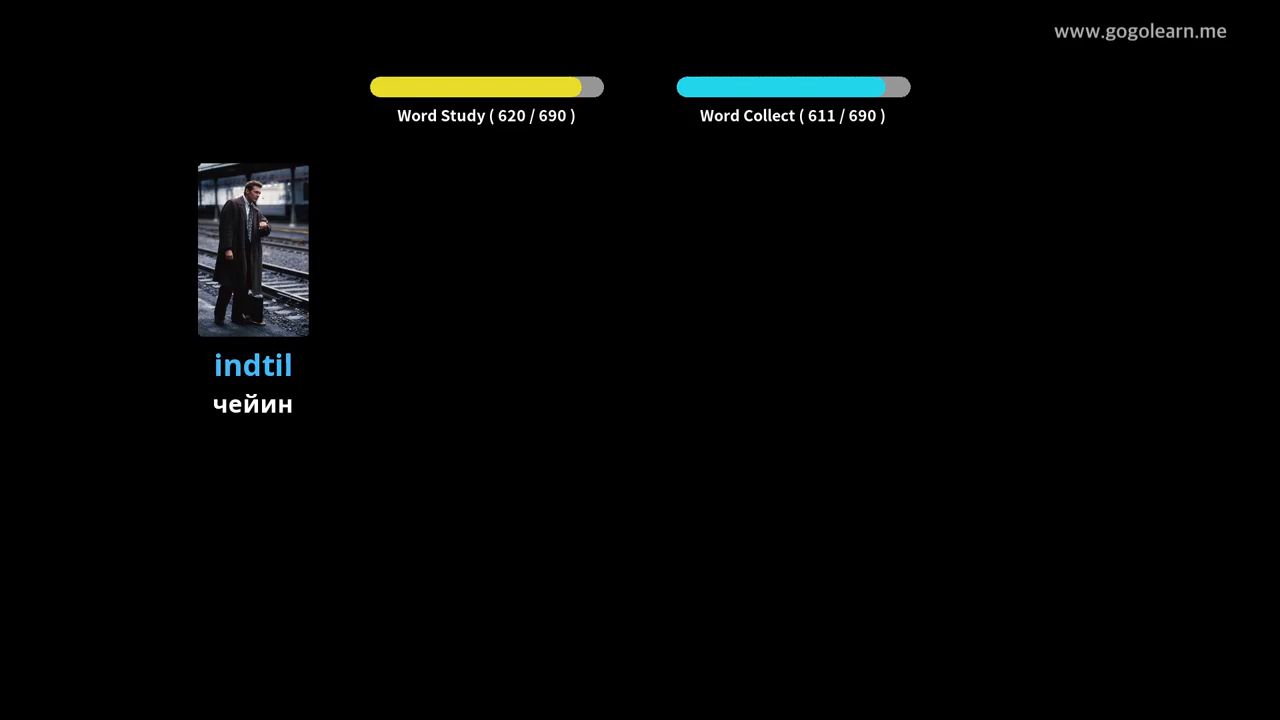 www.gogolearn.me
Word Study ( 620 / 690 )
Word Collect ( 611 / 690 )
indtil
чейин